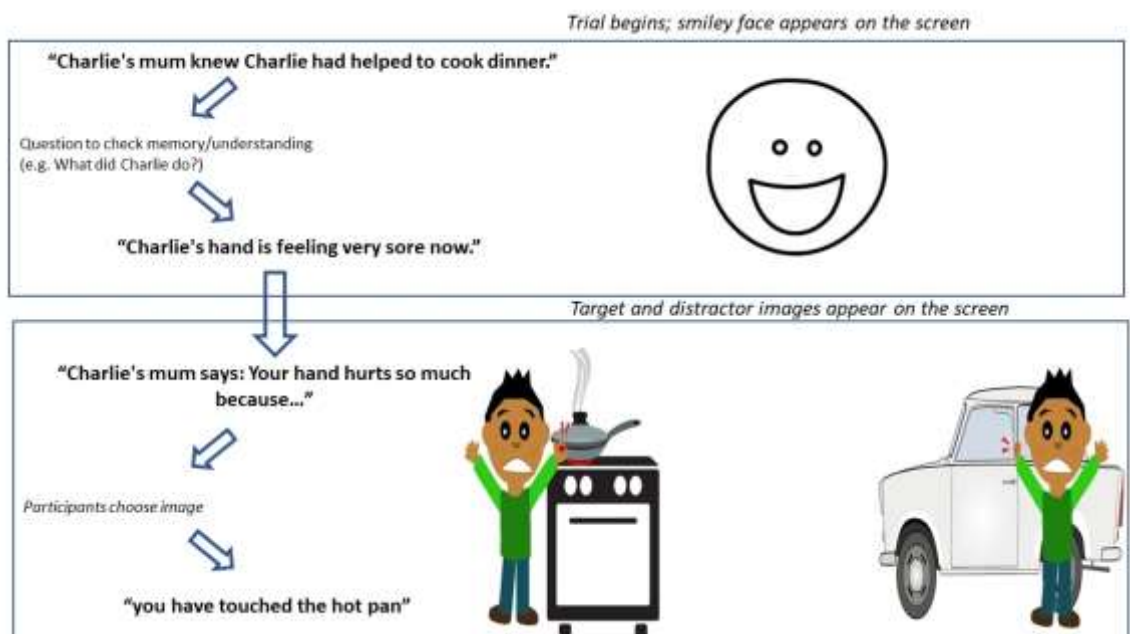 Trial begins; smiley face appears on the screen
“Charlie's mum knew Charlie had helped to cook dinner.”
Question to check memory/understanding
(e.g. What did Charlie do?)
“Charlie's hand is feeling very sore now.”
Target and distractor images appear on the screen
“Charlie's mum says: Your hand hurts so much
because...”
Participants choose image
“you have touched the hot pan”